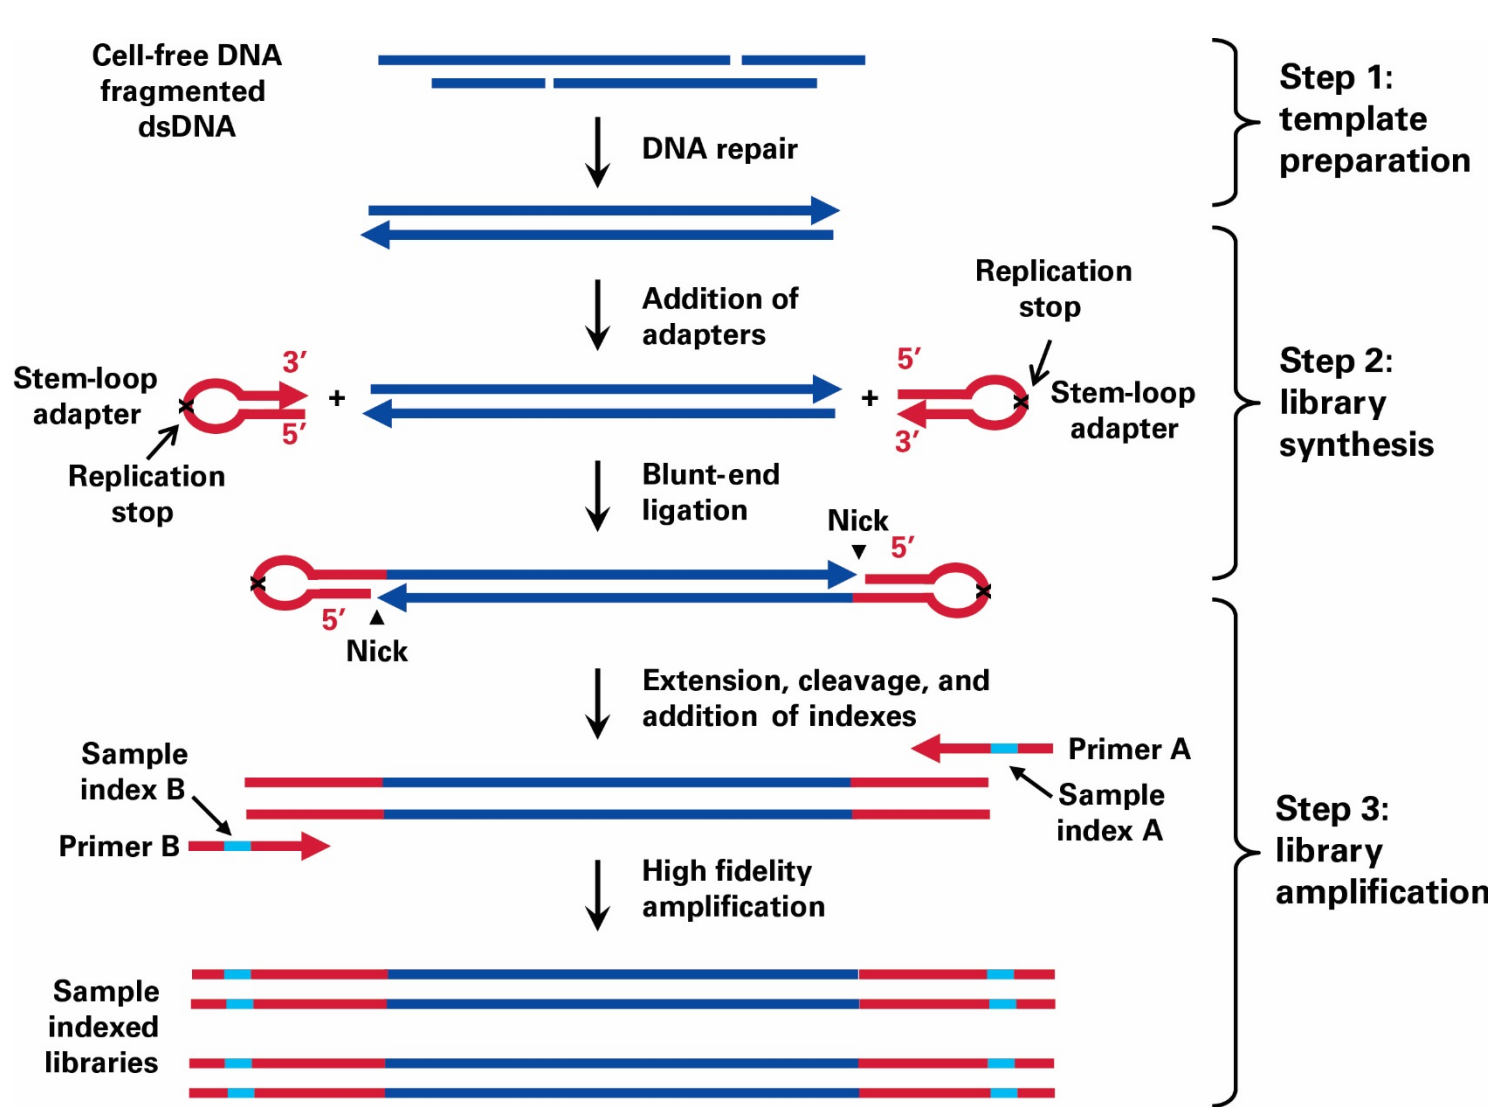 Cell-free DNA
fragmented
dsDNA
DNA repair
Step 1:
template
preparation
Addition of
adapters
Replication
stop
Stem-loop
adapter
3′
5′
+
+
5′
3′
Stem-loop
adapter
Replication
stop
Step 2:
library
synthesis
Blunt-end
ligation
Nick
5′
5′
Nick
Extension, cleavage, and
addition of indexes
Sample
index B
Primer B
Primer A
Sample
index A
High fidelity
amplification
Step 3:
library
amplification
Sample
indexed
libraries